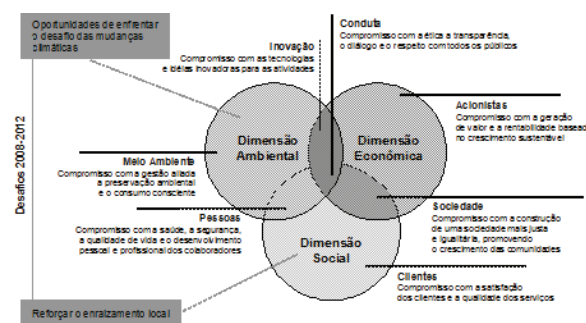 Oportunidades de enfrentar
o desafio das mudanças
climáticas
Conduta
Compromisso com a ética a transparência,
o diálogo e o respeito com todos os públicos
Inovação
Compromisso com as tecnologias
e idéias inovadoras para as atividades
Acionistas
Compromisso com a geração
de valor e a rentabilidade baseado
no crescimento sustentável
Dimensão
Ambiental
Dimensão
Econômica
Meio Ambiente
Compromisso com a gestão aliada
a preservação ambiental
e o consumo consciente
Pessoas
Compromisso com a saúde, a segurança,
a qualidade de vida e o desenvolvimento
pessoal e profissional dos colaboradores
Sociedade
Compromisso com a construção
de uma sociedade mais justa
e igualitária, promovendo
o crescimento das comunidades
Dimensão
Social
Clientes
Compromisso com a satisfação
dos clientes e a qualidade dos serviços
Reforçar o enraizamento local
Desafios 2008-2012